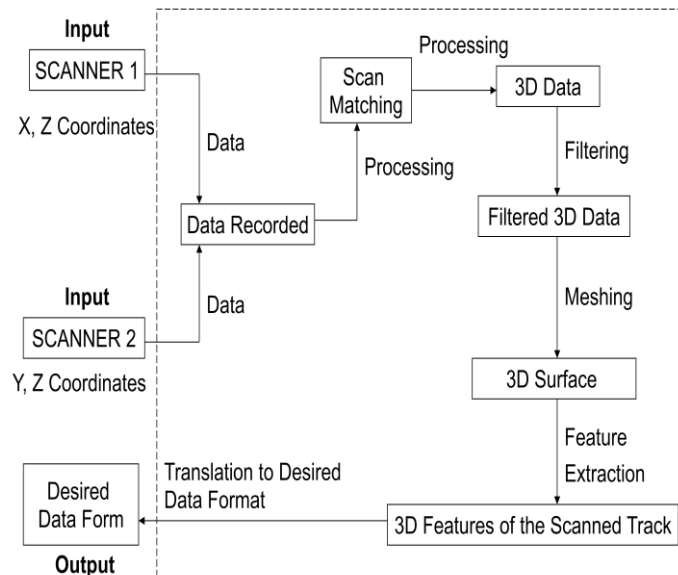 Input
SCANNER 1
X, Z Coordinates
Data
Data Recorded
Input
SCANNER 2
Y, Z Coordinates
Data
Processing
Scan
Matching
Processing
3D Data
Filtering
Filtered 3D Data
Meshing
3D Surface
Feature
Extraction
3D Features of the Scanned Track
Translation to Desired
Data Format
Desired
Data Form
Output